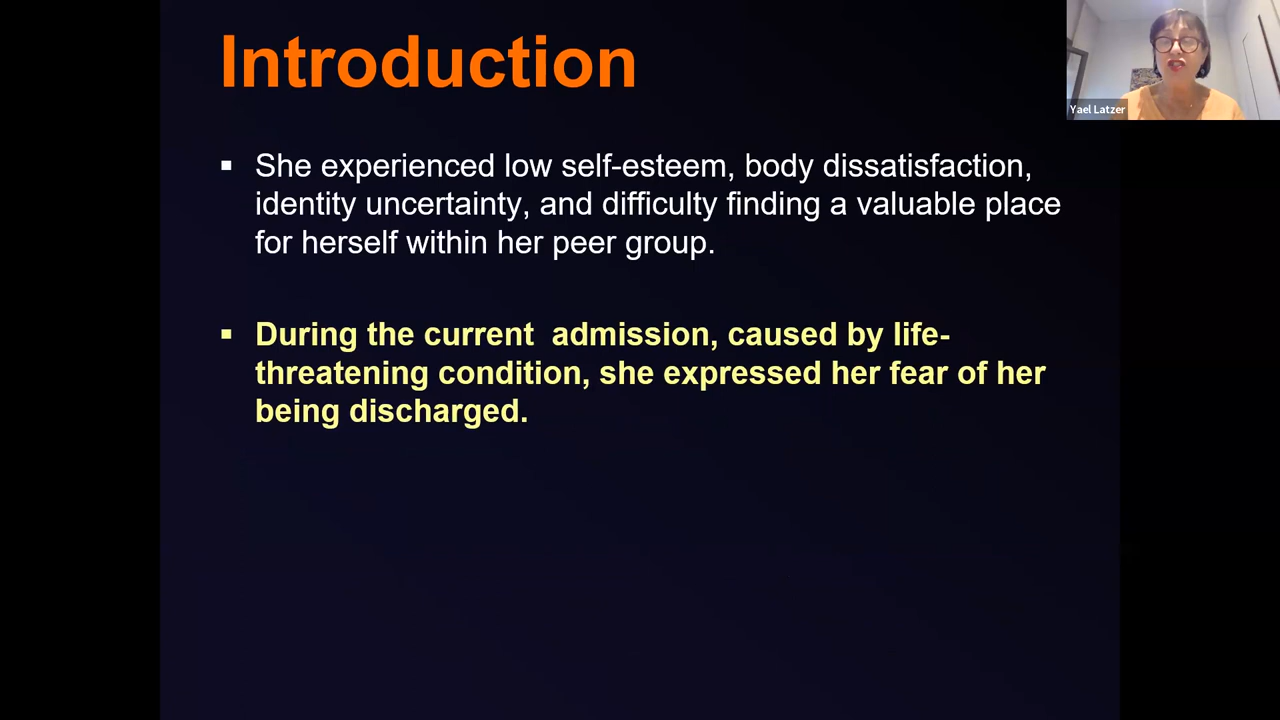 Introduction
▪ She experienced low self-esteem, body dissatisfaction,
identity uncertainty, and difficulty finding a valuable place
for herself within her peer group.
▪ During the current  admission, caused by life-
threatening condition, she expressed her fear of her
being discharged.
Yael Latzer